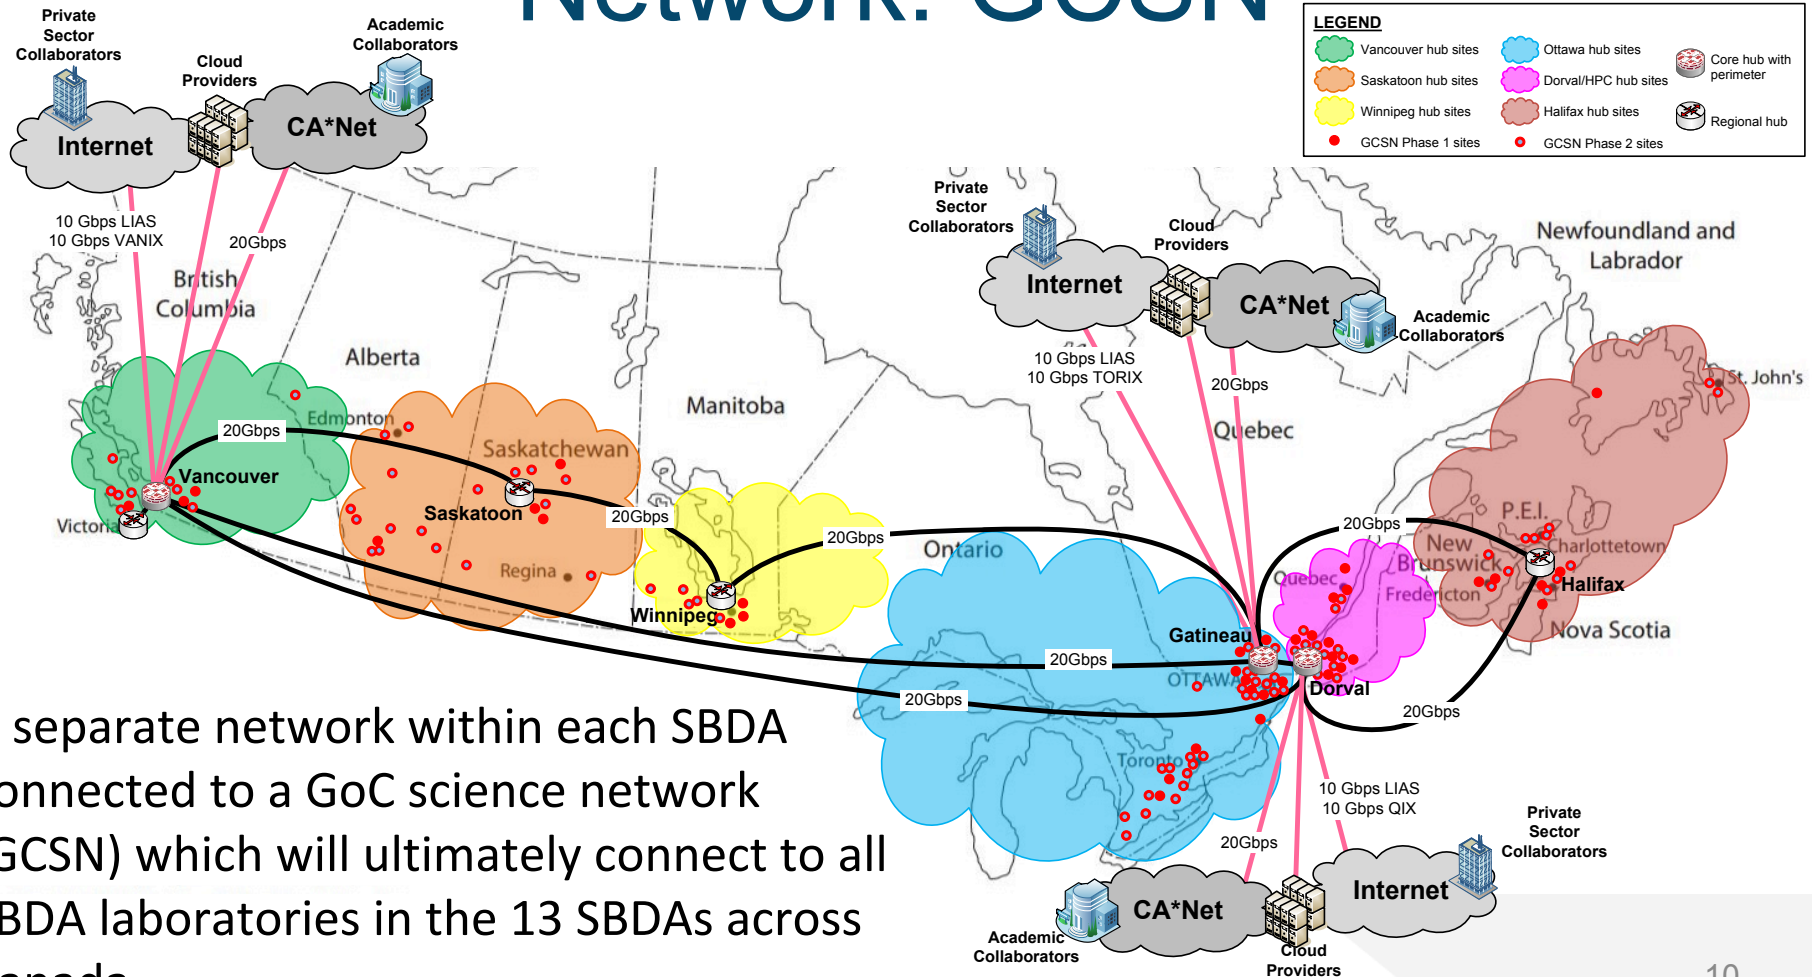 Network: GCSN
Private
Sector
Collaborators
Cloud
Providers
Academic
Collaborators
Internet
CA*Net
10 Gbps LIAS
10 Gbps VANIX
20Gbps
LEGEND
Vancouver hub sites
Ottawa hub sites
Core hub with
perimeter
Saskatoon hub sites
Dorval/HPC hub sites
Winnipeg hub sites
Halifax hub sites
Regional hub
GCSN Phase 1 sites
GCSN Phase 2 sites
Private
Sector
Collaborators
Cloud
Providers
Internet
CA*Net
Academic
Collaborators
10 Gbps LIAS
10 Gbps TORIX
20Gbps
Newfoundland and
Labrador
British
Columbia
Alberta
Manitoba
Quebec
St. John's
Edmonton
20Gbps
Saskatchewan
Vancouver
Victoria
Saskatoon
20Gbps
Regina
Winnipeg
20Gbps
Ontario
20Gbps
P.E.I.
New
Brunswick
Charlottetown
Quebec
Fredericton
Halifax
Nova Scotia
Gatineau
OTTAWA
Dorval
20Gbps
20Gbps
20Gbps
Toronto
separate network within each SBDA
onnected to a GoC science network
GCSN) which will ultimately connect to all
BDA laboratories in the 13 SBDAs across
anada
10 Gbps LIAS
10 Gbps QIX
20Gbps
Private
Sector
Collaborators
Internet
CA*Net
Academic
Collaborators
Cloud
Providers
10